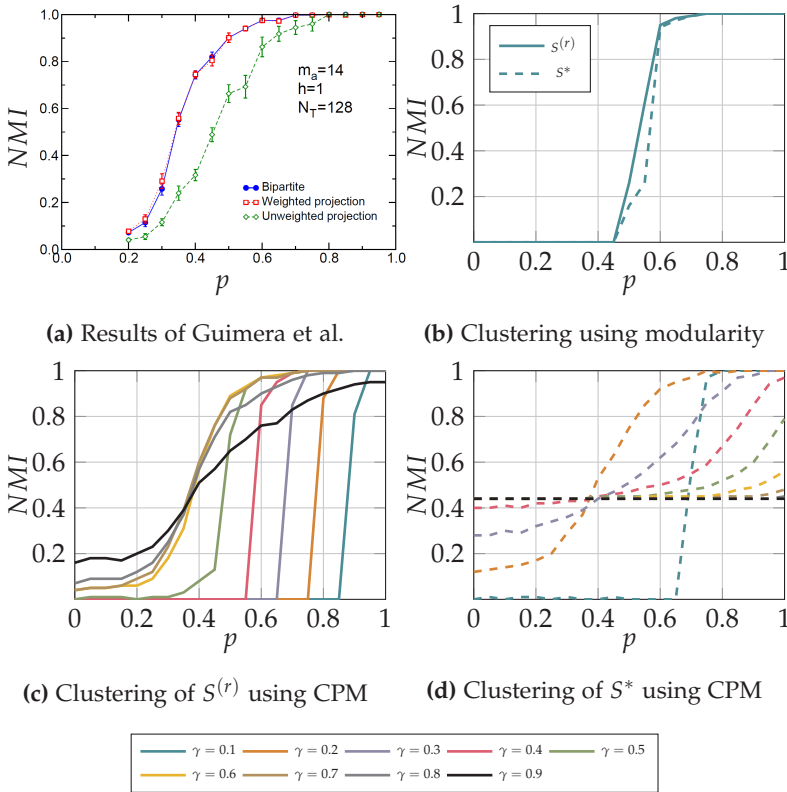 1.0
0.8
0.6
0.4
0.2
0.0
0.0 0.2 0.4 0.6 0.8 1.0
NMI
p
m_a=14
h=1
N_T=128
Bipartite
Weighted projection
Unweighted projection
(a) Results of Guimera et al.
1
0.8
0.6
0.4
0.2
0 0.2 0.4 0.6 0.8 1
NMI
p
S^(r)
S*
(b) Clustering using modularity
1
0.8
0.6
0.4
0.2
0 0.2 0.4 0.6 0.8 1
NMI
p
(c) Clustering of S^(r) using CPM
1
0.8
0.6
0.4
0.2
0 0.2 0.4 0.6 0.8 1
NMI
p
(d) Clustering of S* using CPM
γ = 0.1 γ = 0.2 γ = 0.3 γ = 0.4 γ = 0.5
γ = 0.6 γ = 0.7 γ = 0.8 γ = 0.9